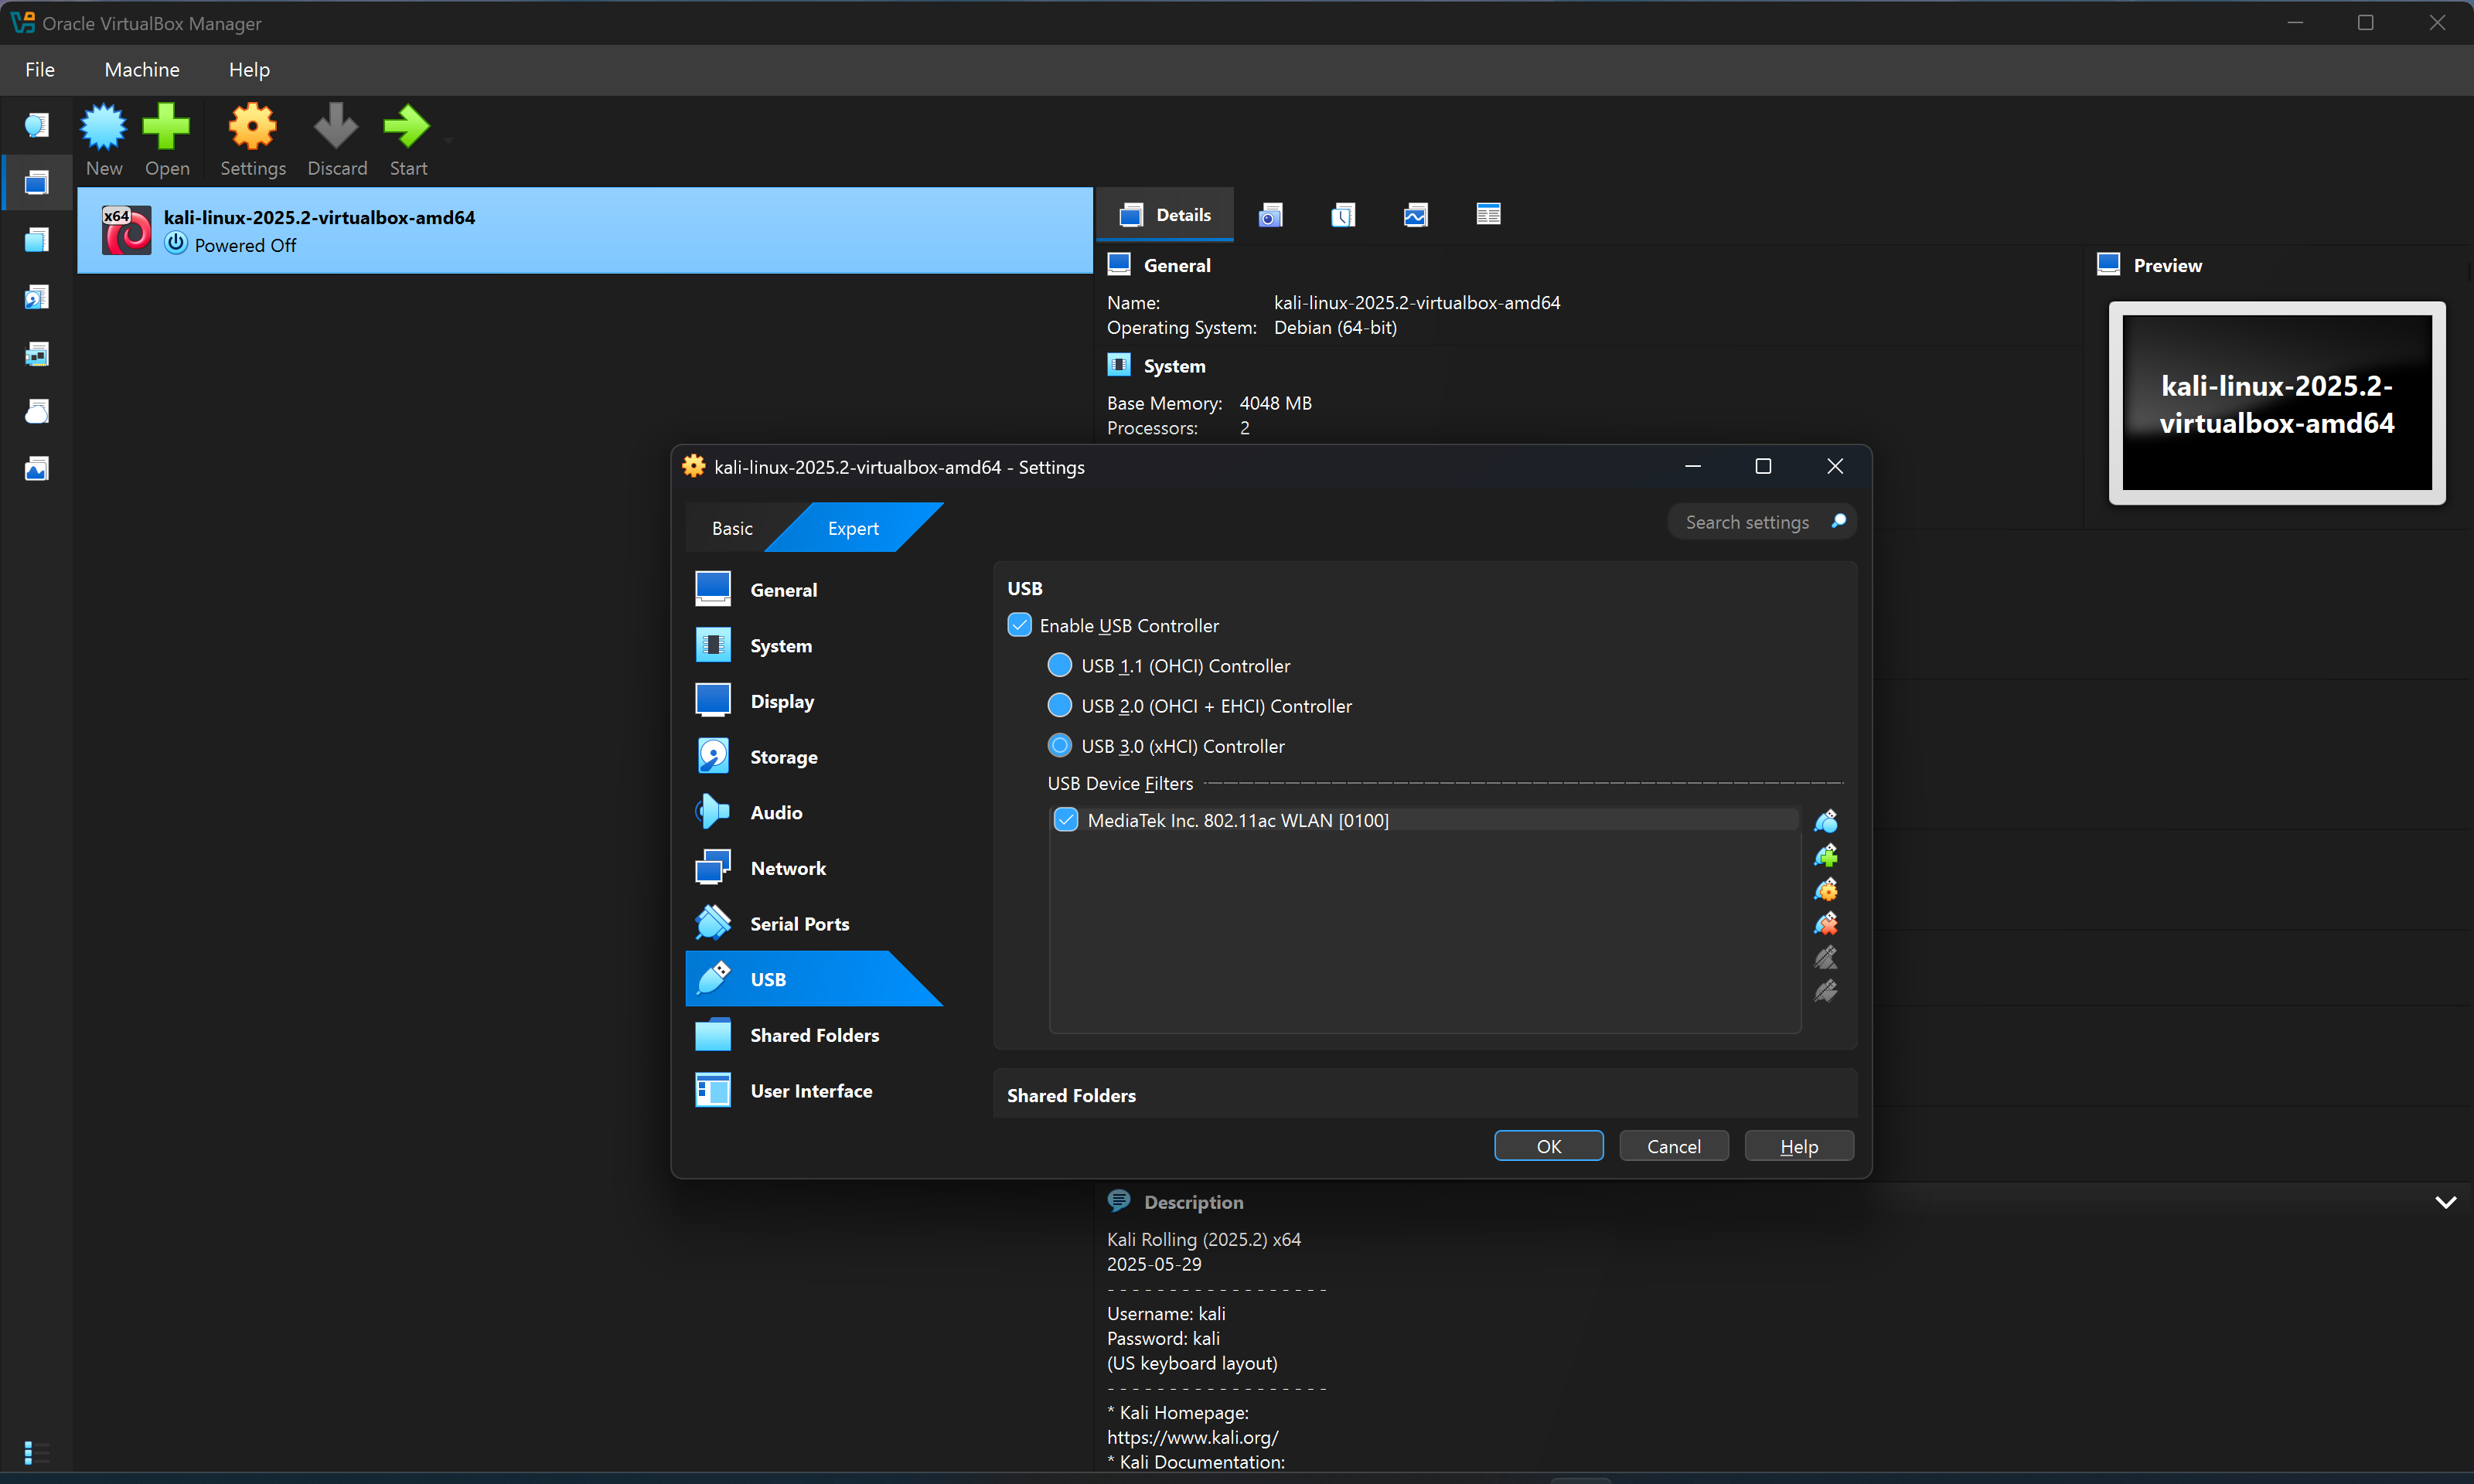 Oracle VirtualBox Manager
File Machine Help
New Open Settings Discard Start
x64
kali-linux-2025.2-virtualbox-amd64
Powered Off
Details
General
Name: kali-linux-2025.2-virtualbox-amd64
Operating System: Debian (64-bit)
System
Base Memory: 4048 MB
Processors: 2
Preview
kali-linux-2025.2-
virtualbox-amd64
kali-linux-2025.2-virtualbox-amd64 - Settings
Basic Expert
Search settings
General
System
Display
Storage
Audio
Network
Serial Ports
USB
Shared Folders
User Interface
USB
Enable USB Controller
USB 1.1 (OHCI) Controller
USB 2.0 (OHCI + EHCI) Controller
USB 3.0 (xHCI) Controller
USB Device Filters
MediaTek Inc. 802.11ac WLAN [0100]
Shared Folders
OK Cancel Help
Description
Kali Rolling (2025.2) x64
2025-05-29
- - - - - - - - - - - - - - - - - -
Username: kali
Password: kali
(US keyboard layout)
- - - - - - - - - - - - - - - - - -
* Kali Homepage:
https://www.kali.org/
* Kali Documentation: